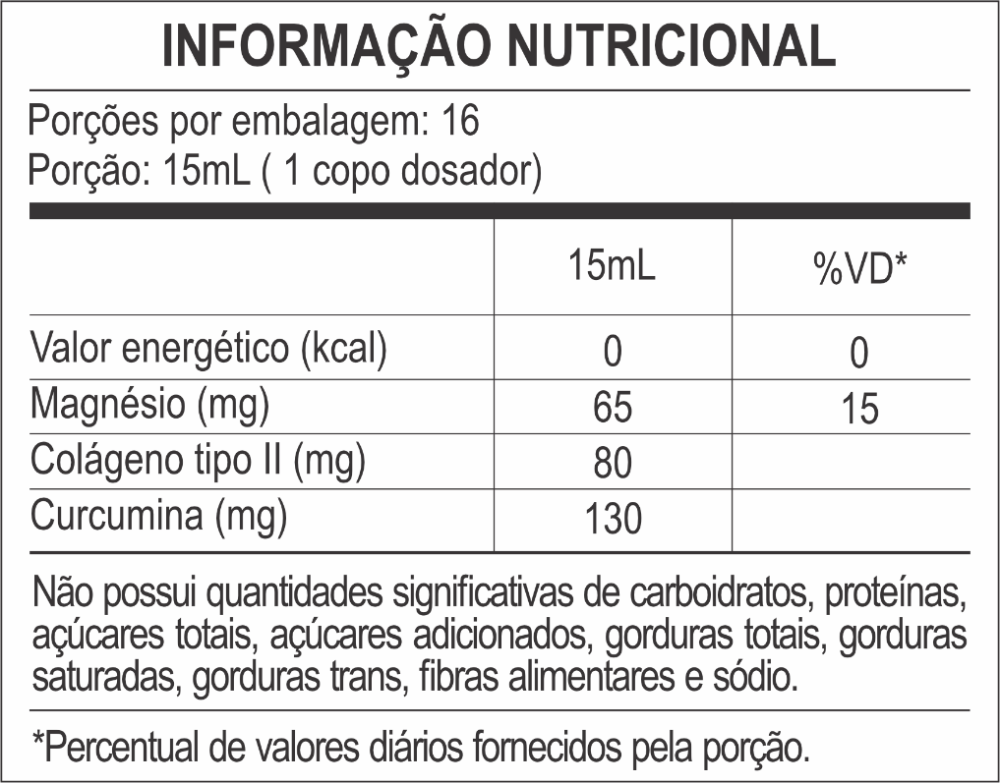 INFORMAÇÃO NUTRICIONAL
Porções por embalagem: 16
Porção: 15mL ( 1 copo dosador)
15mL %VD*
Valor energético (kcal) 0 0
Magnésio (mg) 65 15
Colágeno tipo II (mg) 80
Curcumina (mg) 130
Não possui quantidades significativas de carboidratos, proteínas,
açúcares totais, açúcares adicionados, gorduras totais, gorduras
saturadas, gorduras trans, fibras alimentares e sódio.
*Percentual de valores diários fornecidos pela porção.